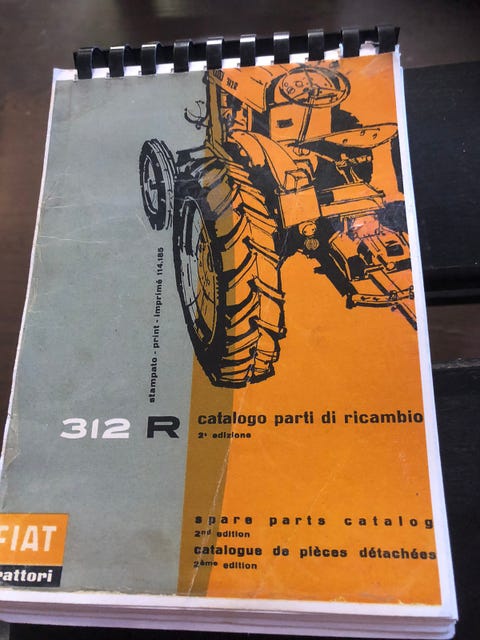 stampato - print - imprimé 114.185
312 R
catalogo parti di ricambio
2ª edizione
spare parts catalog
2nd edition
catalogue de pièces détachées
2ème edition
FIAT
rattori